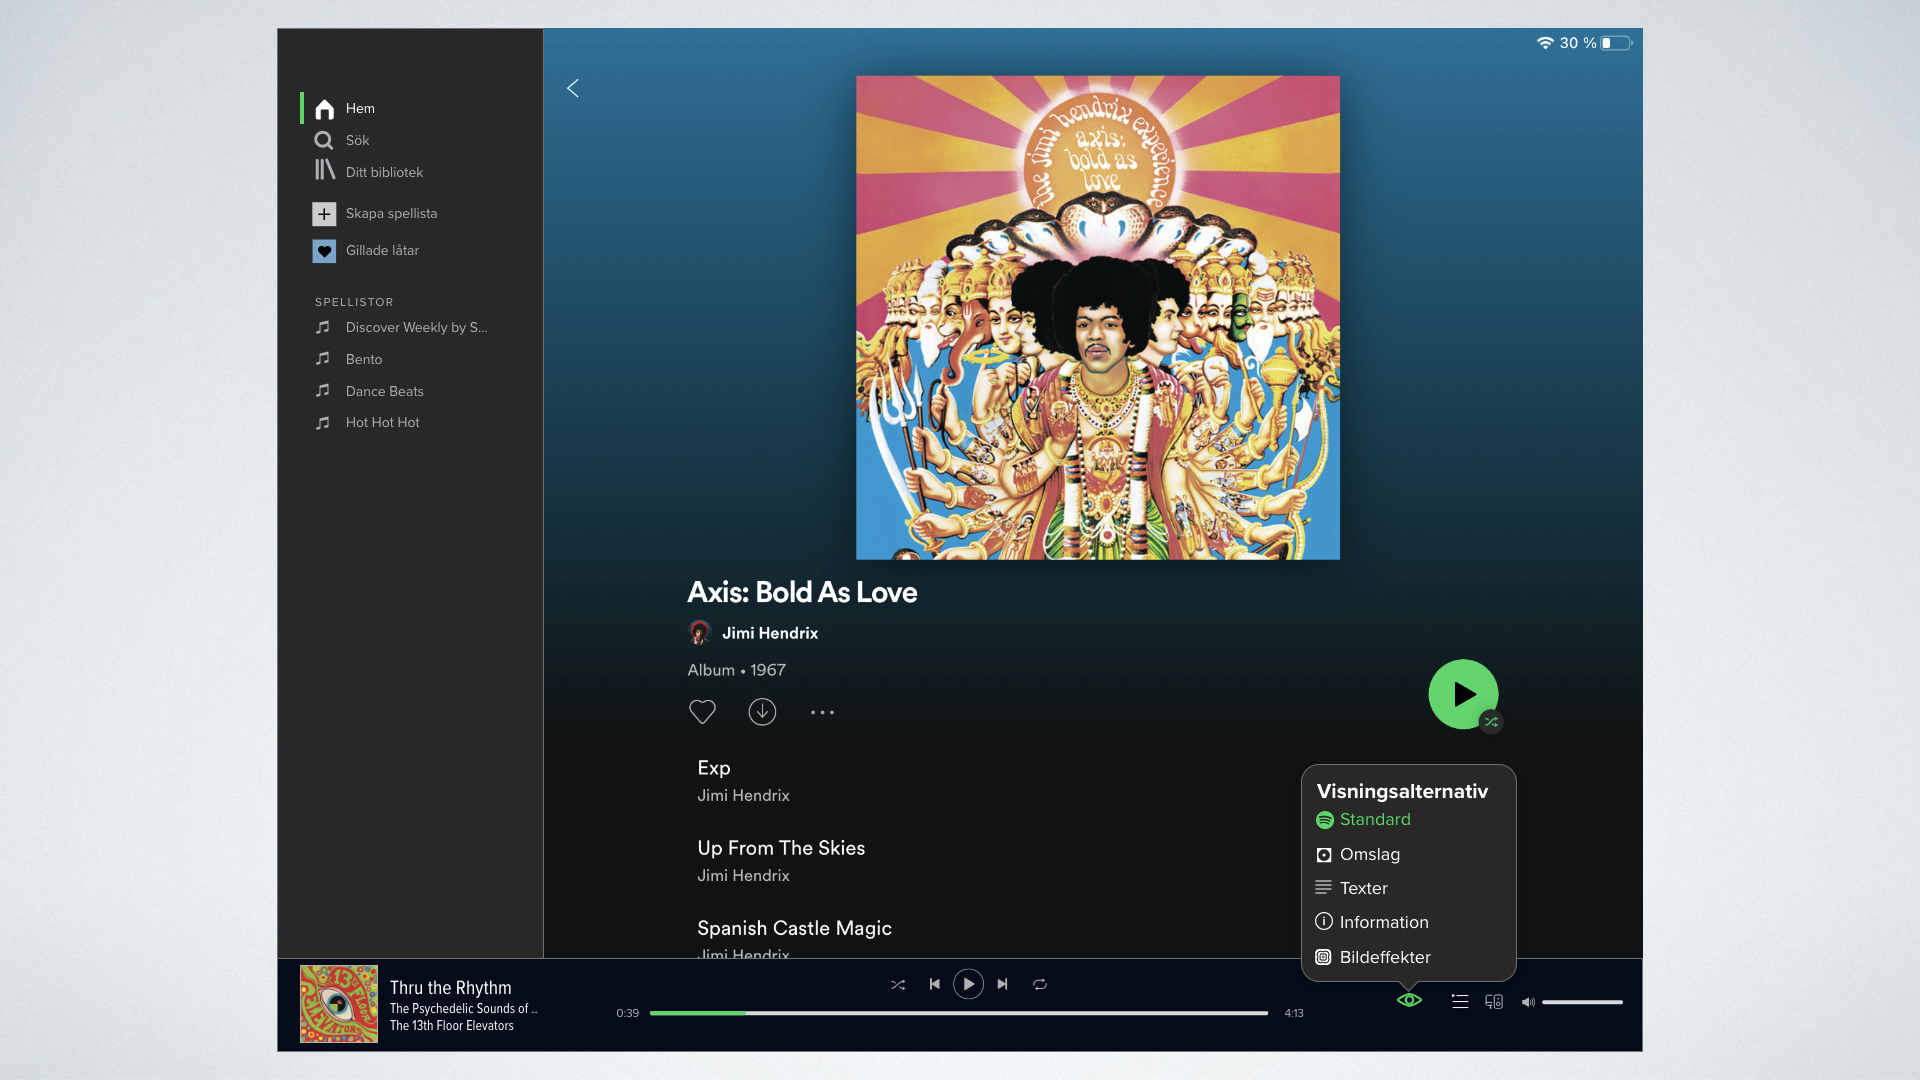 30 %
Hem
Sök
Ditt bibliotek
Skapa spellista
Gillade låtar
SPELLISTOR
Discover Weekly by S...
Bento
Dance Beats
Hot Hot Hot
the jimi hendrix experience
axis:
bold as
love
Axis: Bold As Love
Jimi Hendrix
Album • 1967
Exp
Jimi Hendrix
Up From The Skies
Jimi Hendrix
Spanish Castle Magic
Jimi Hendrix
Visningsalternativ
Standard
Omslag
Texter
Information
Bildeffekter
13th FLOOR
ELEVATORS
Thru the Rhythm
The Psychedelic Sounds of ..
The 13th Floor Elevators
0:39
4:13